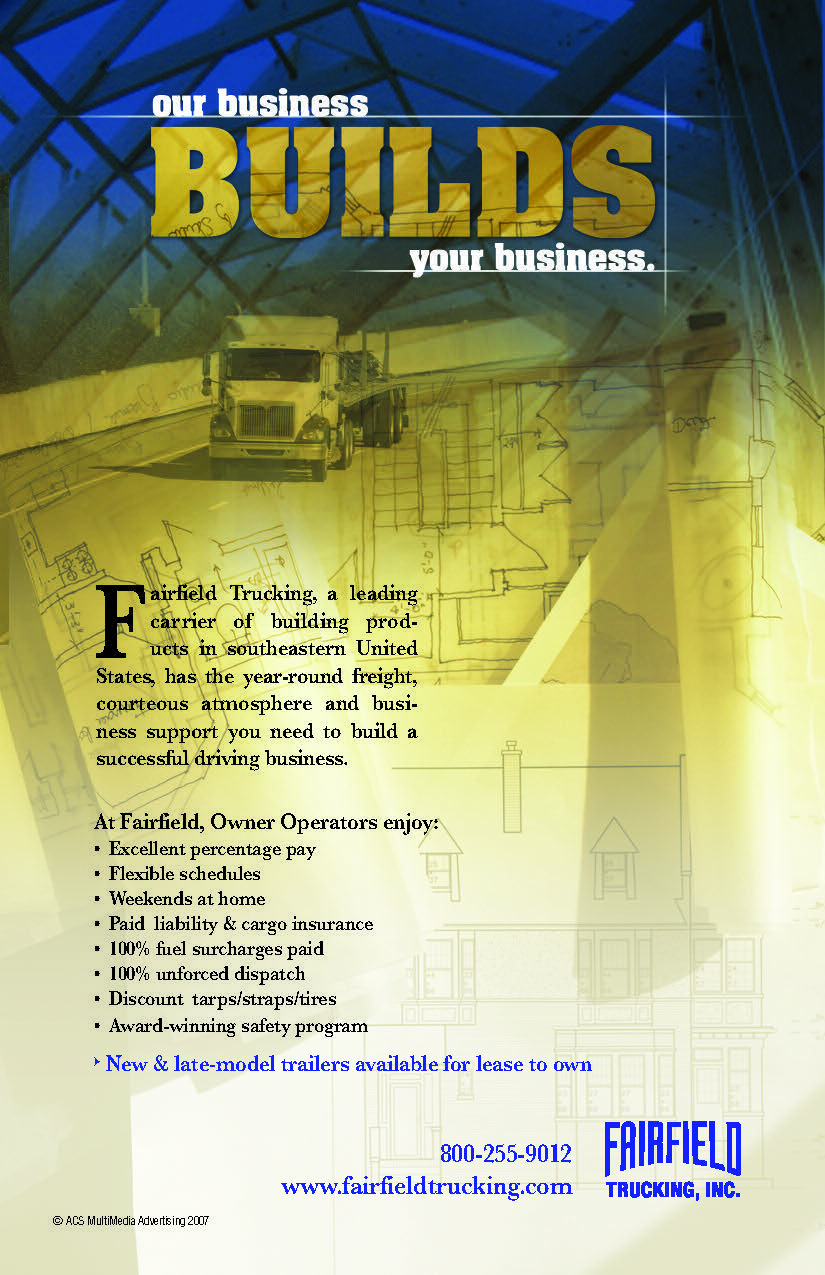 our business
BUILDS
your business.
Fairfield Trucking, a leading
carrier of building prod-
ucts in southeastern United
States, has the year-round freight,
courteous atmosphere and busi-
ness support you need to build a
successful driving business.
At Fairfield, Owner Operators enjoy:
• Excellent percentage pay
• Flexible schedules
• Weekends at home
• Paid liability & cargo insurance
• 100% fuel surcharges paid
• 100% unforced dispatch
• Discount tarps/straps/tires
• Award-winning safety program
› New & late-model trailers available for lease to own
800-255-9012
www.fairfieldtrucking.com
FAIRFIELD
TRUCKING, INC.
© ACS MultiMedia Advertising 2007